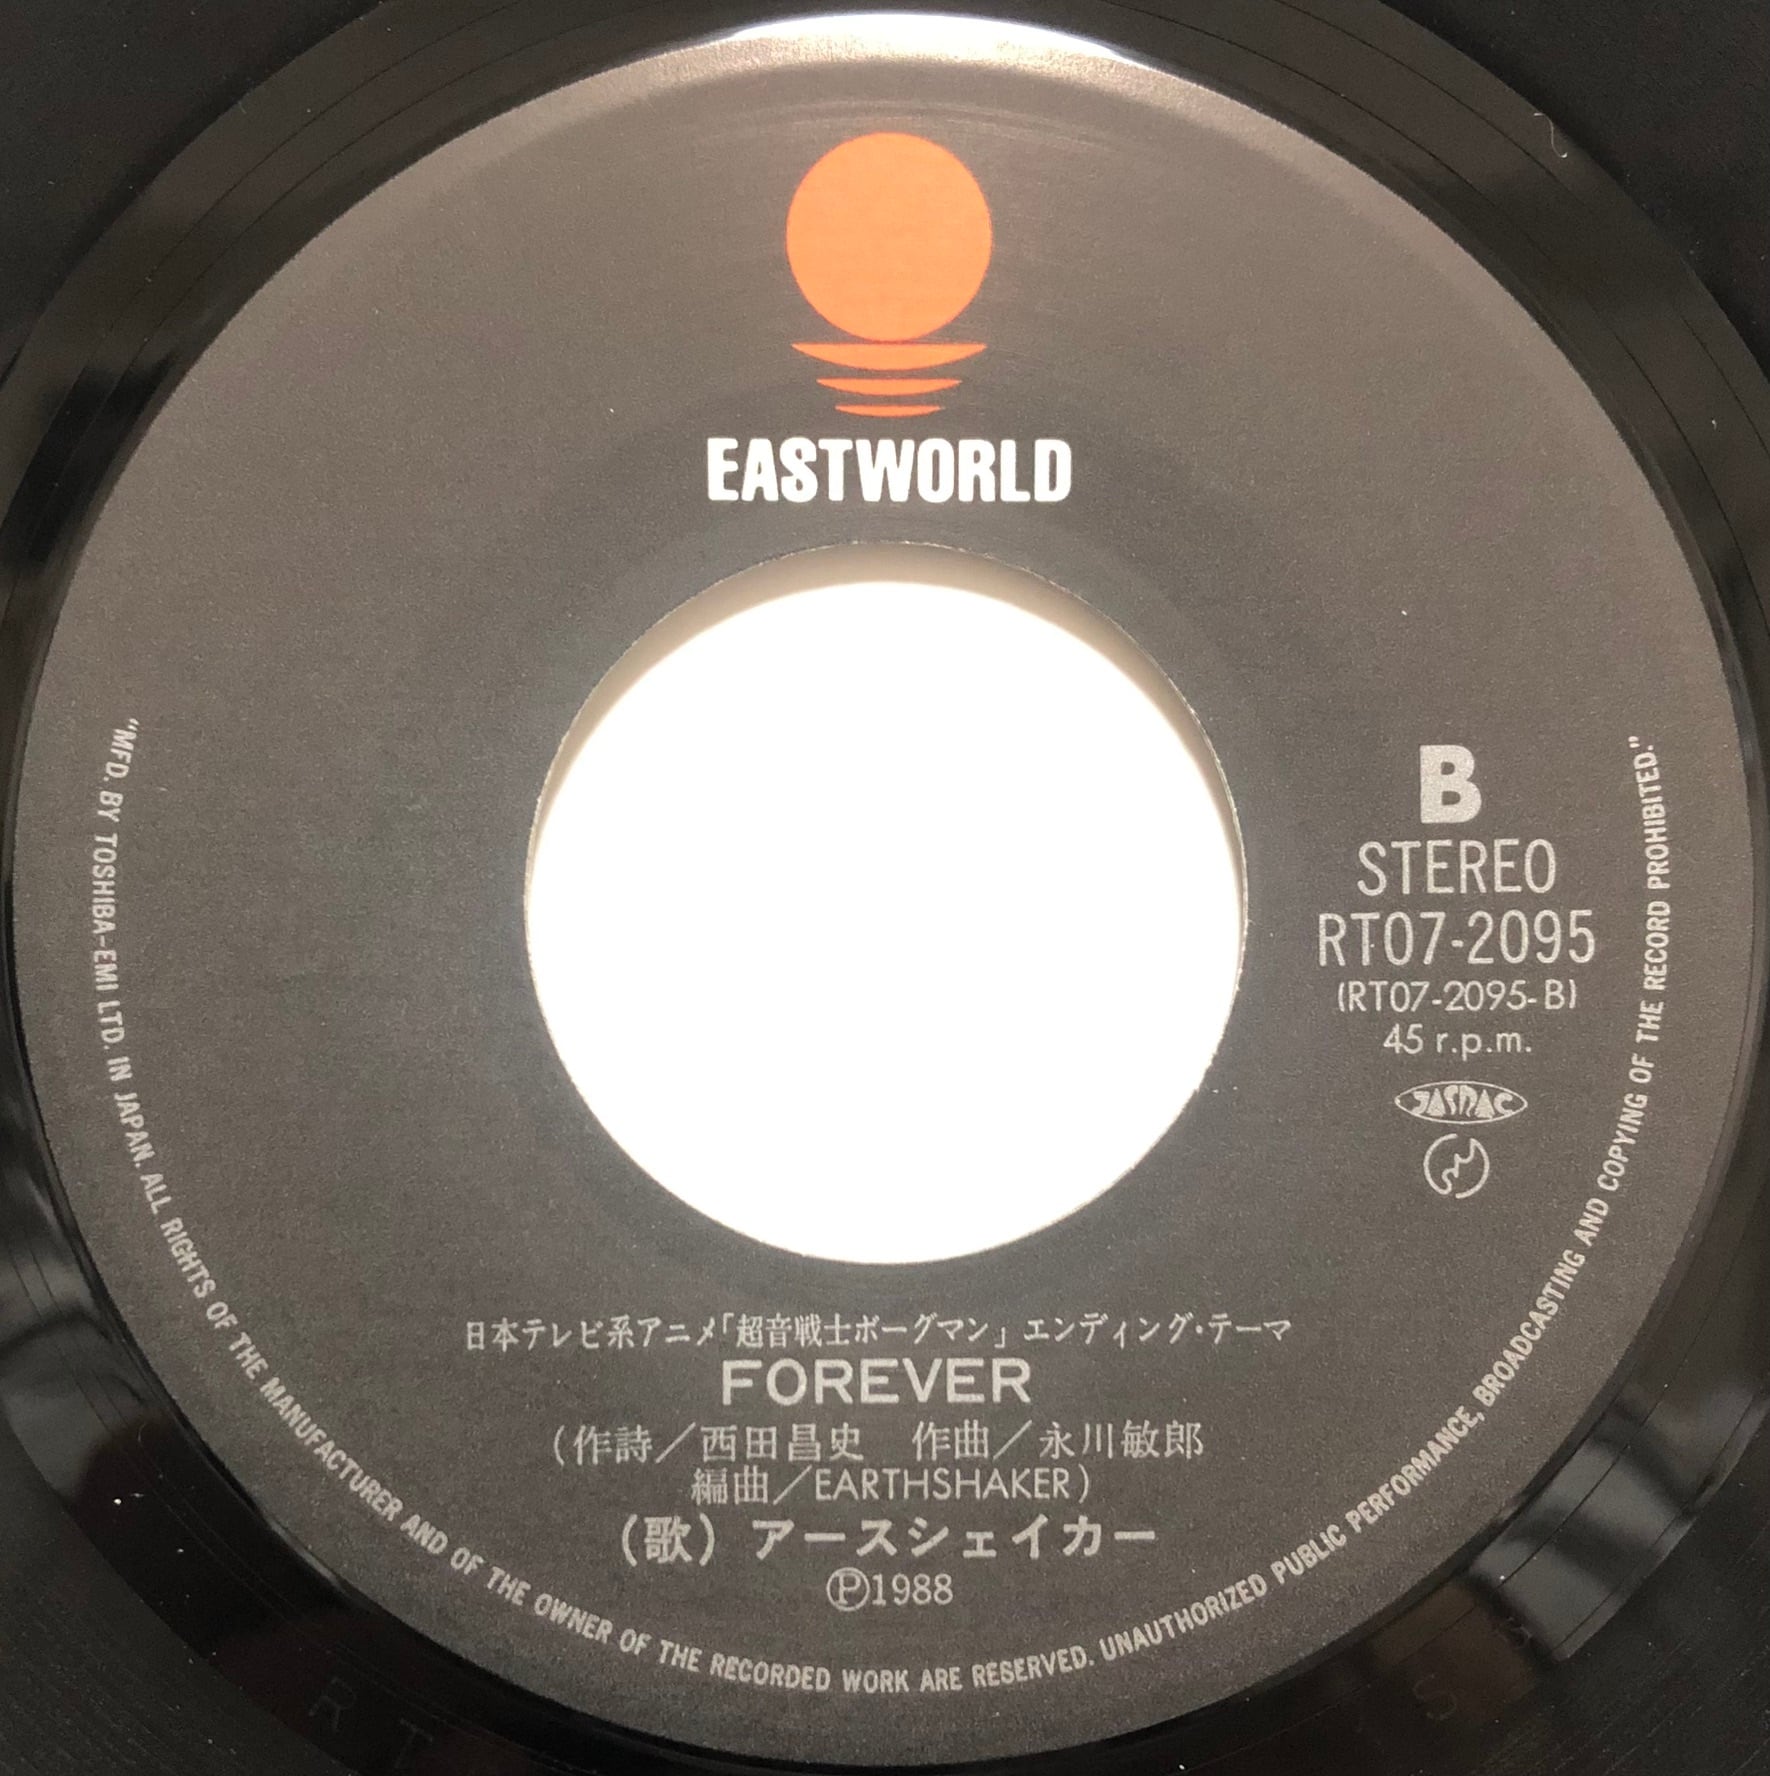 EASTWORLD
B
STEREO
RT07-2095
(RT07-2095-B)
45 r.p.m.
JASRAC
日本テレビ系アニメ「超音戦士ボーグマン」エンディング・テーマ
FOREVER
(作詩／西田昌史 作曲／永川敏郎
編曲／EARTHSHAKER)
(歌) アースシェイカー
Ⓟ1988
"MFD. BY TOSHIBA-EMI LTD. IN JAPAN. ALL RIGHTS OF THE MANUFACTURER AND OF THE OWNER OF THE RECORDED WORK ARE RESERVED. UNAUTHORIZED PUBLIC PERFORMANCE, BROADCASTING AND COPYING OF THE RECORD PROHIBITED."